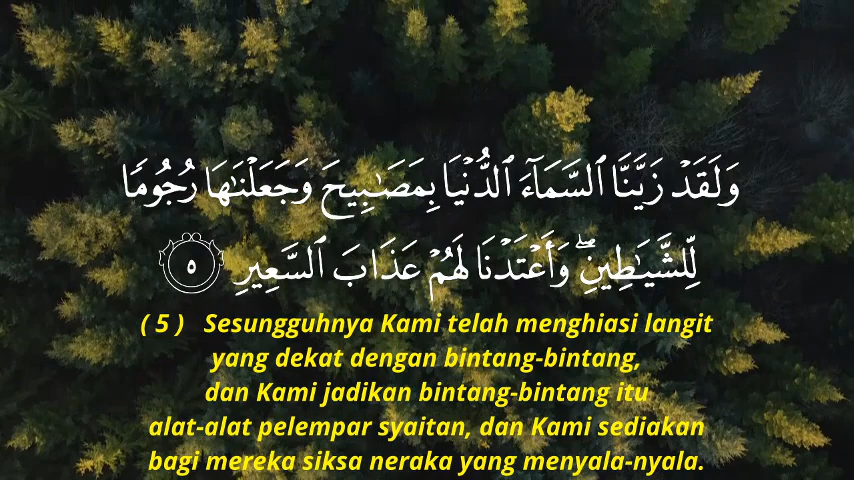 وَلَقَدۡ زَيَّنَّا ٱلسَّمَآءَ ٱلدُّنۡيَا بِمَصَٰبِيحَ وَجَعَلۡنَٰهَا رُجُومٗا
لِّلشَّيَٰطِينِۖ وَأَعۡتَدۡنَا لَهُمۡ عَذَابَ ٱلسَّعِيرِ ٥
( 5 ) Sesungguhnya Kami telah menghiasi langit
yang dekat dengan bintang-bintang,
dan Kami jadikan bintang-bintang itu
alat-alat pelempar syaitan, dan Kami sediakan
bagi mereka siksa neraka yang menyala-nyala.